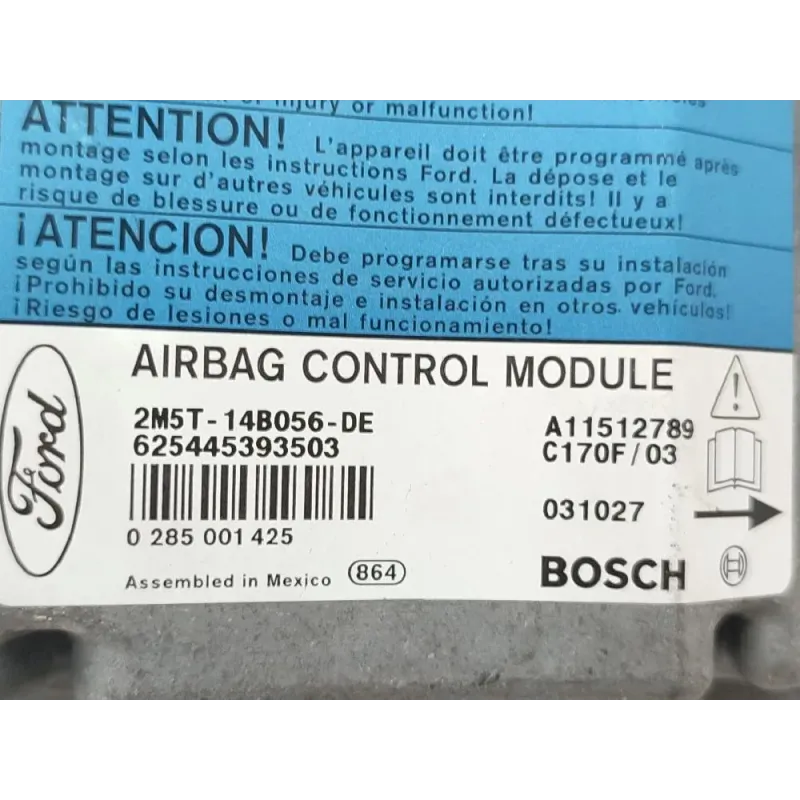 or injury or malfunction!
ATTENTION! L'appareil doit être programmé après
montage selon les instructions Ford. La dépose et le
montage sur d'autres véhicules sont interdits! Il y a
risque de blessure ou de fonctionnement défectueux!
¡ATENCION! Debe programarse tras su instalación
según las instrucciones de servicio autorizadas por Ford.
¡Prohibido su desmontaje e instalación en otros vehículos!
¡Riesgo de lesiones o mal funcionamiento!
Ford
AIRBAG CONTROL MODULE
2M5T-14B056-DE
A11512789
625445393503
C170F/03
031027
0 285 001 425
Assembled in Mexico 864
BOSCH